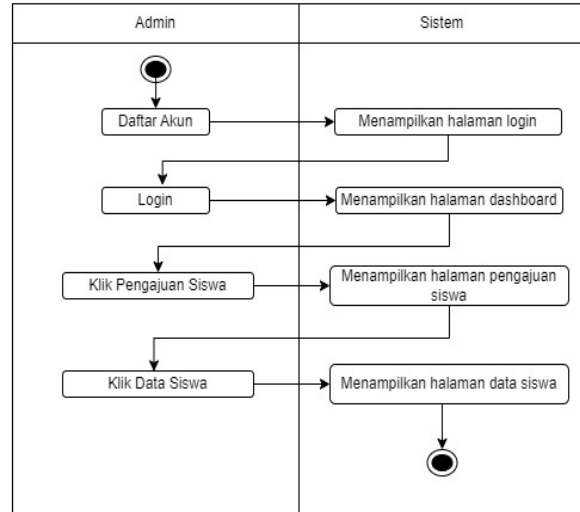 Admin
Sistem
Daftar Akun
Menampilkan halaman login
Login
Menampilkan halaman dashboard
Klik Pengajuan Siswa
Menampilkan halaman pengajuan
siswa
Klik Data Siswa
Menampilkan halaman data siswa